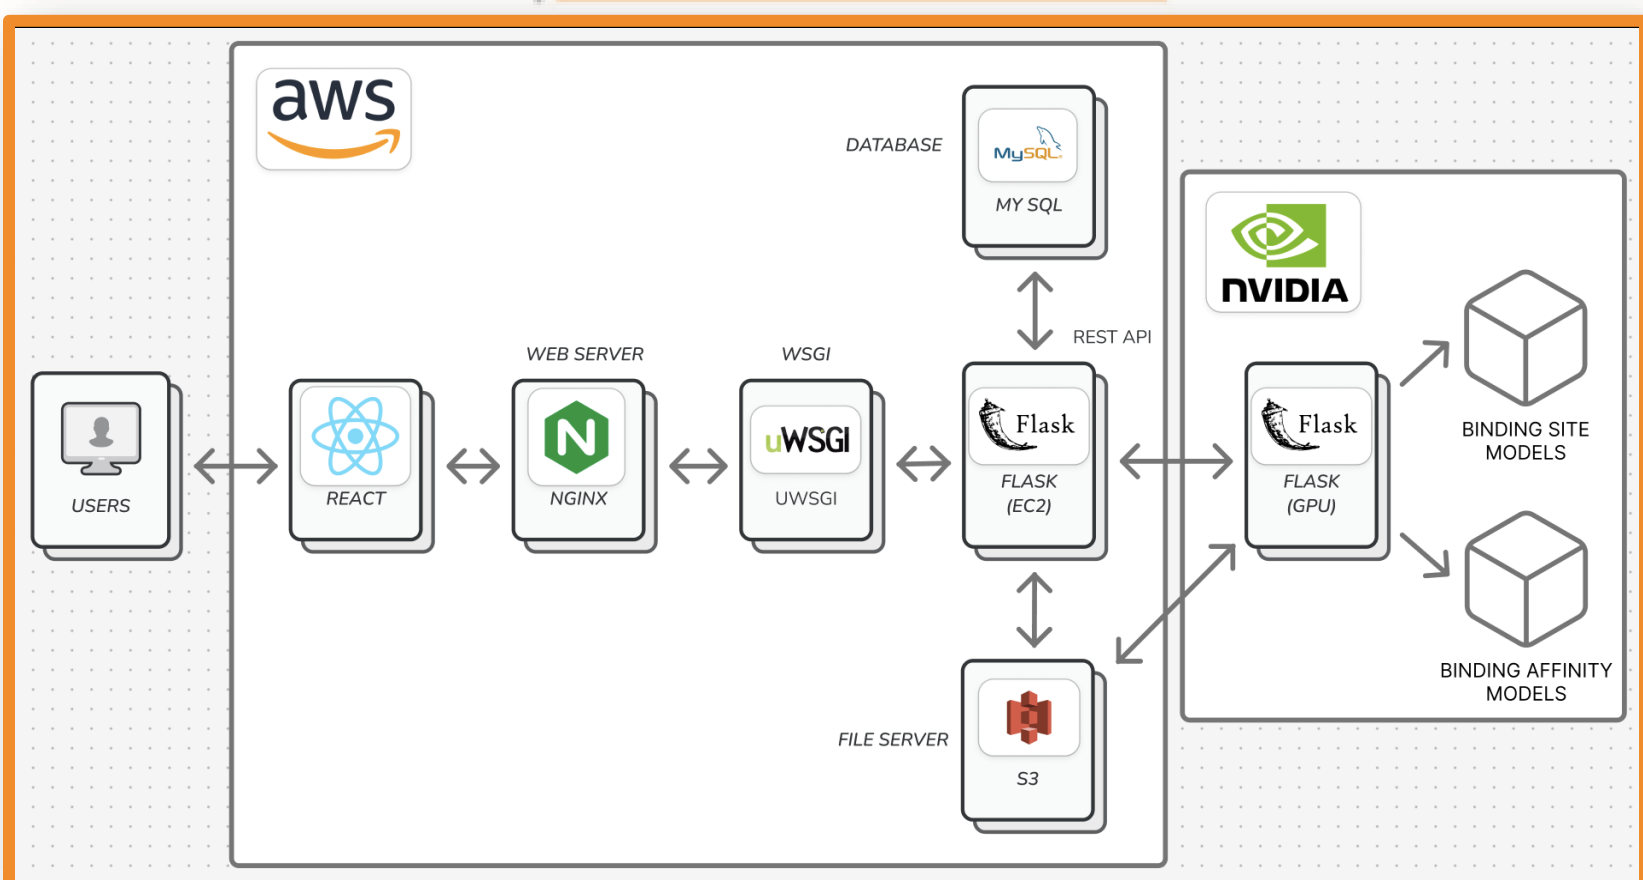 aws
DATABASE
MySQL
MY SQL
NVIDIA
REST API
WEB SERVER
WSGI
USERS
REACT
NGINX
uWSGI
UWSGI
Flask
FLASK
(EC2)
Flask
FLASK
(GPU)
BINDING SITE
MODELS
BINDING AFFINITY
MODELS
FILE SERVER
S3